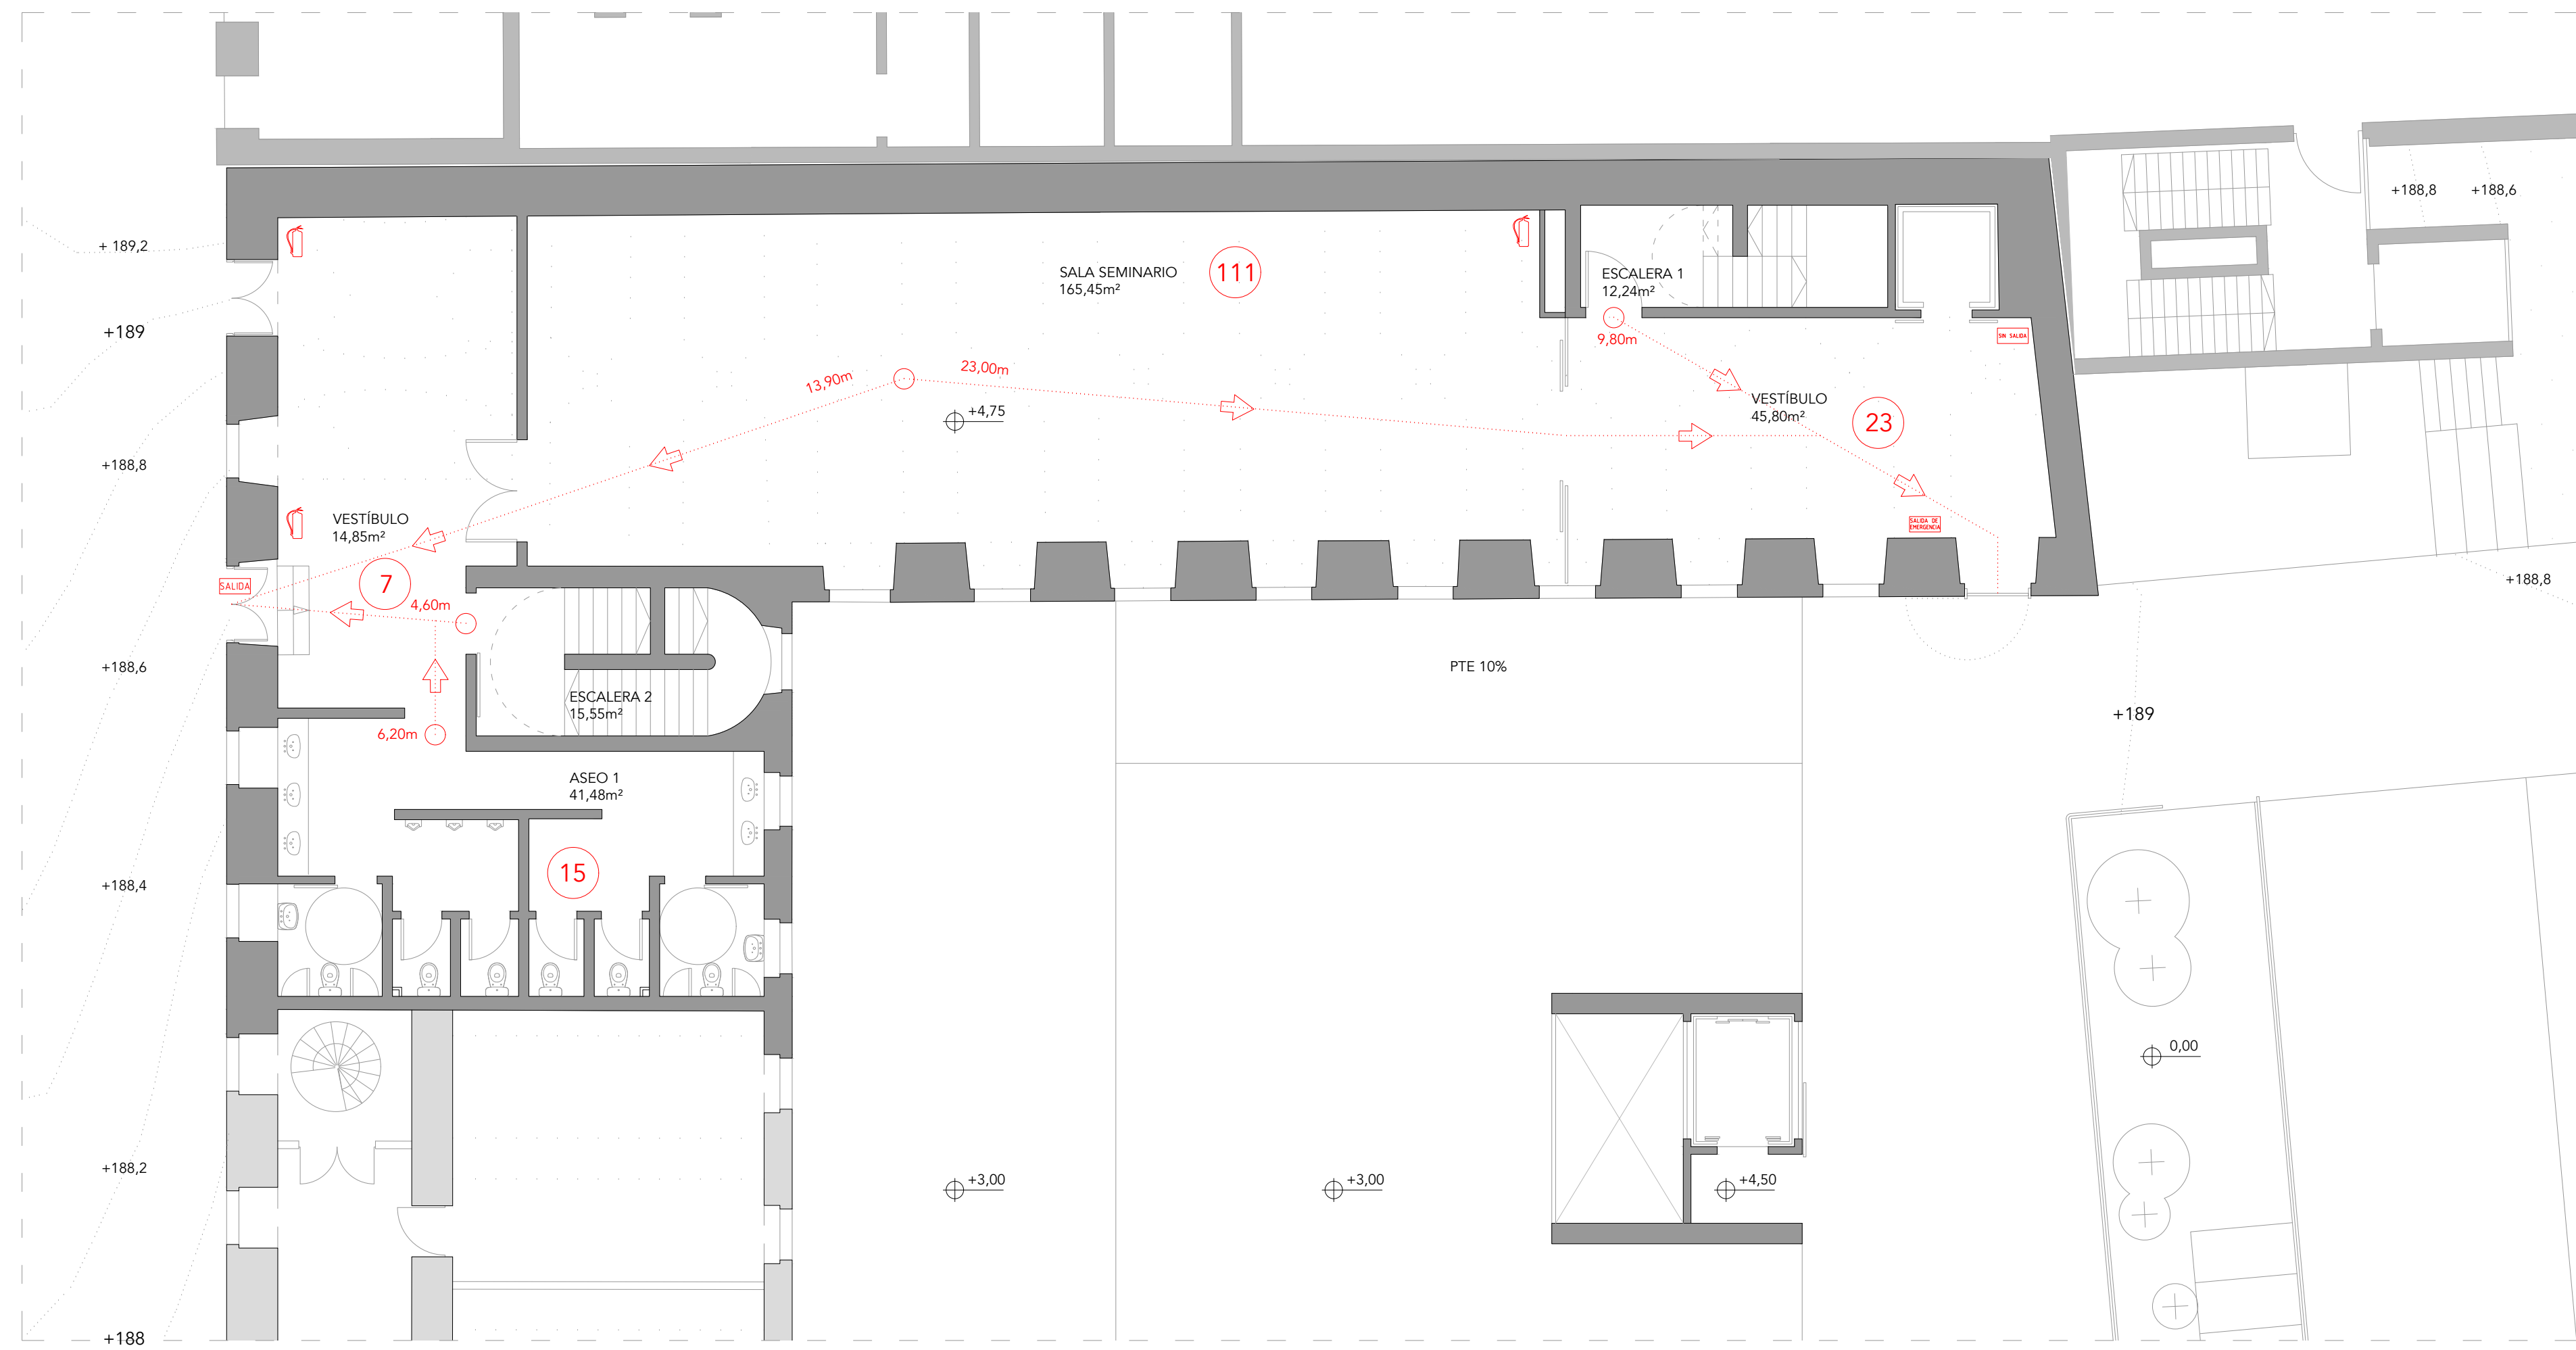 +188,8
+188,6
+ 189,2
SALA SEMINARIO
165,45m²
111
ESCALERA 1
12,24m²
+189
9,80m
SIN SALIDA
13,90m
23,00m
VESTÍBULO
45,80m²
23
+4,75
+188,8
VESTÍBULO
14,85m²
SALIDA DE
EMERGENCIA
SALIDA
7
4,60m
+188,8
+188,6
PTE 10%
ESCALERA 2
15,55m²
6,20m
+189
ASEO 1
41,48m²
15
+188,4
0,00
+188,2
+3,00
+3,00
+4,50
+188